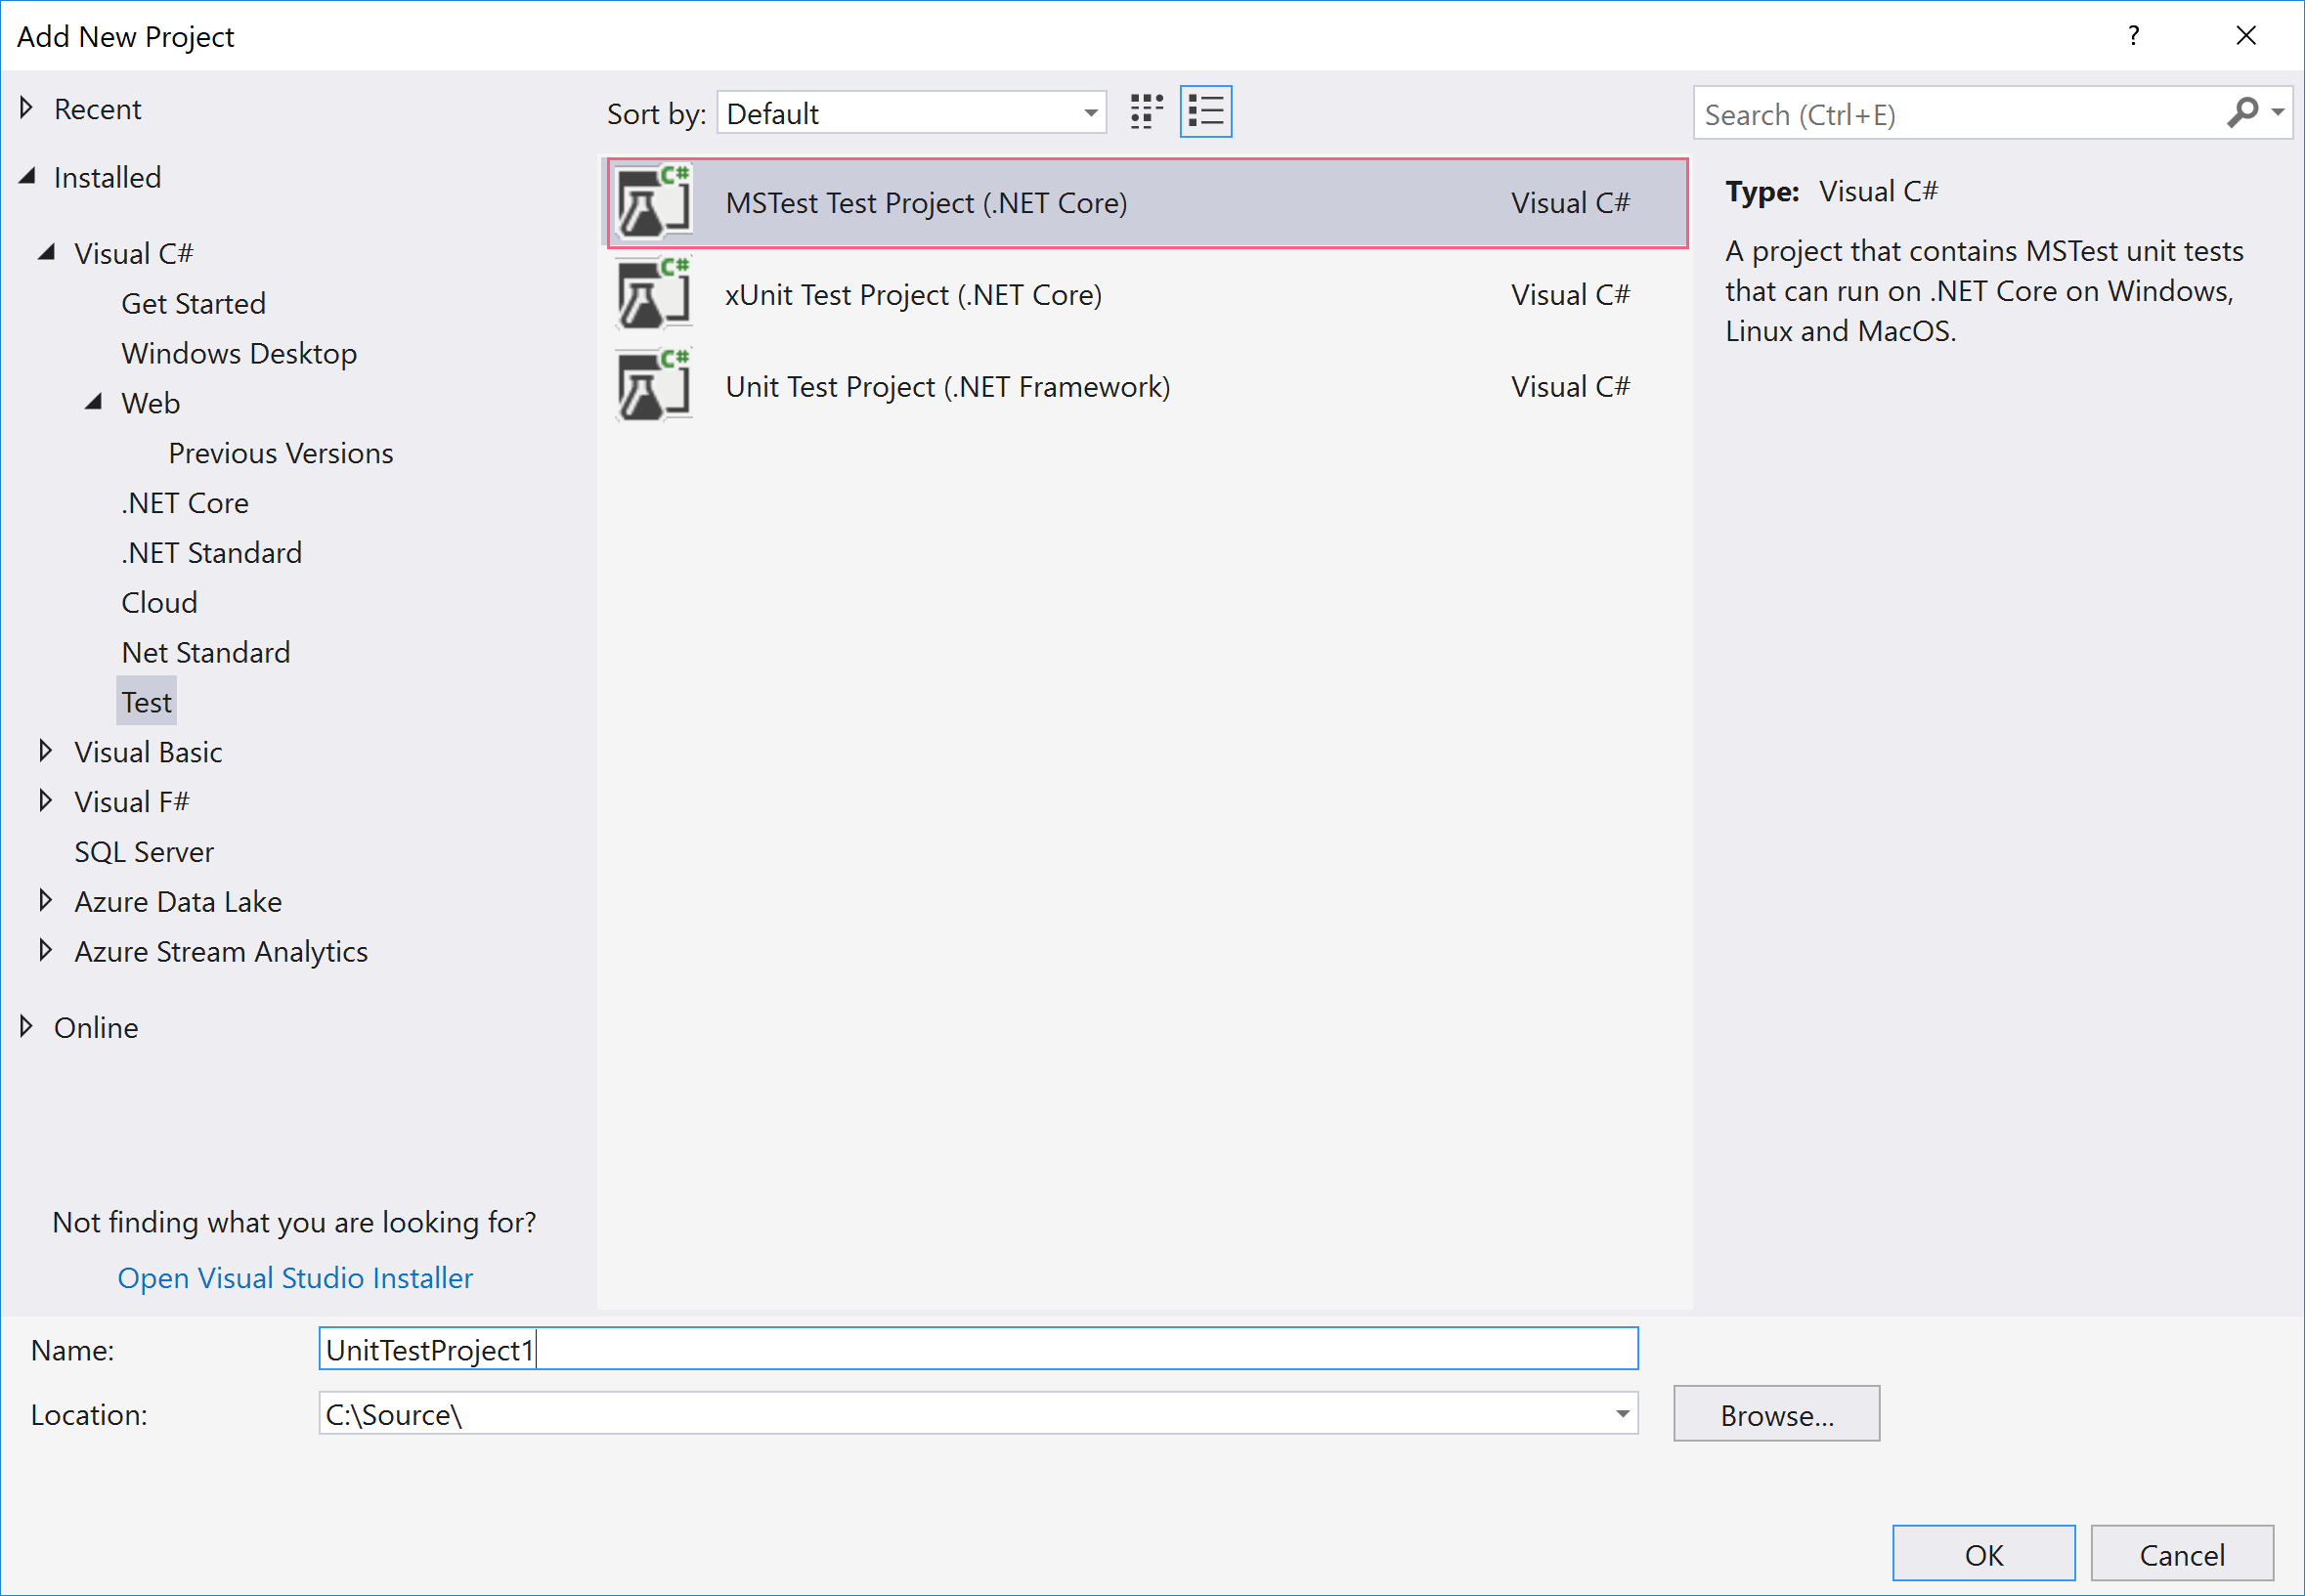 Add New Project
?
Recent
Installed
Visual C#
Get Started
Windows Desktop
Web
Previous Versions
.NET Core
.NET Standard
Cloud
Net Standard
Test
Visual Basic
Visual F#
SQL Server
Azure Data Lake
Azure Stream Analytics
Online
Not finding what you are looking for?
Open Visual Studio Installer
Sort by: Default
C# MSTest Test Project (.NET Core) Visual C#
C# xUnit Test Project (.NET Core) Visual C#
C# Unit Test Project (.NET Framework) Visual C#
Search (Ctrl+E)
Type: Visual C#
A project that contains MSTest unit tests
that can run on .NET Core on Windows,
Linux and MacOS.
Name: UnitTestProject1
Location: C:\Source\
Browse...
OK
Cancel